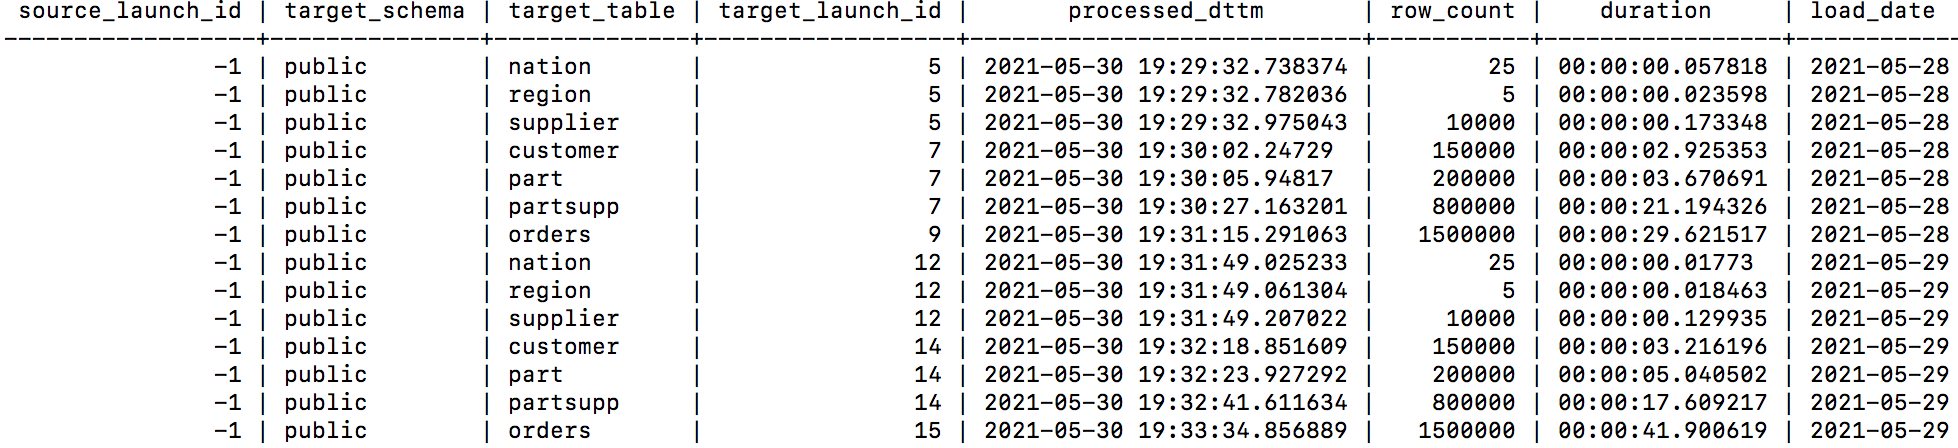 source_launch_id | target_schema | target_table | target_launch_id |       processed_dttm       | row_count |    duration     | load_date
------------------+---------------+--------------+------------------+----------------------------+-----------+-----------------+------------
               -1 | public        | nation       |                5 | 2021-05-30 19:29:32.738374 |        25 | 00:00:00.057818 | 2021-05-28
               -1 | public        | region       |                5 | 2021-05-30 19:29:32.782036 |         5 | 00:00:00.023598 | 2021-05-28
               -1 | public        | supplier     |                5 | 2021-05-30 19:29:32.975043 |     10000 | 00:00:00.173348 | 2021-05-28
               -1 | public        | customer     |                7 | 2021-05-30 19:30:02.24729  |    150000 | 00:00:02.925353 | 2021-05-28
               -1 | public        | part         |                7 | 2021-05-30 19:30:05.94817  |    200000 | 00:00:03.670691 | 2021-05-28
               -1 | public        | partsupp     |                7 | 2021-05-30 19:30:27.163201 |    800000 | 00:00:21.194326 | 2021-05-28
               -1 | public        | orders       |                9 | 2021-05-30 19:31:15.291063 |   1500000 | 00:00:29.621517 | 2021-05-28
               -1 | public        | nation       |               12 | 2021-05-30 19:31:49.025233 |        25 | 00:00:00.01773  | 2021-05-29
               -1 | public        | region       |               12 | 2021-05-30 19:31:49.061304 |         5 | 00:00:00.018463 | 2021-05-29
               -1 | public        | supplier     |               12 | 2021-05-30 19:31:49.207022 |     10000 | 00:00:00.129935 | 2021-05-29
               -1 | public        | customer     |               14 | 2021-05-30 19:32:18.851609 |    150000 | 00:00:03.216196 | 2021-05-29
               -1 | public        | part         |               14 | 2021-05-30 19:32:23.927292 |    200000 | 00:00:05.040502 | 2021-05-29
               -1 | public        | partsupp     |               14 | 2021-05-30 19:32:41.611634 |    800000 | 00:00:17.609217 | 2021-05-29
               -1 | public        | orders       |               15 | 2021-05-30 19:33:34.856889 |   1500000 | 00:00:41.900619 | 2021-05-29